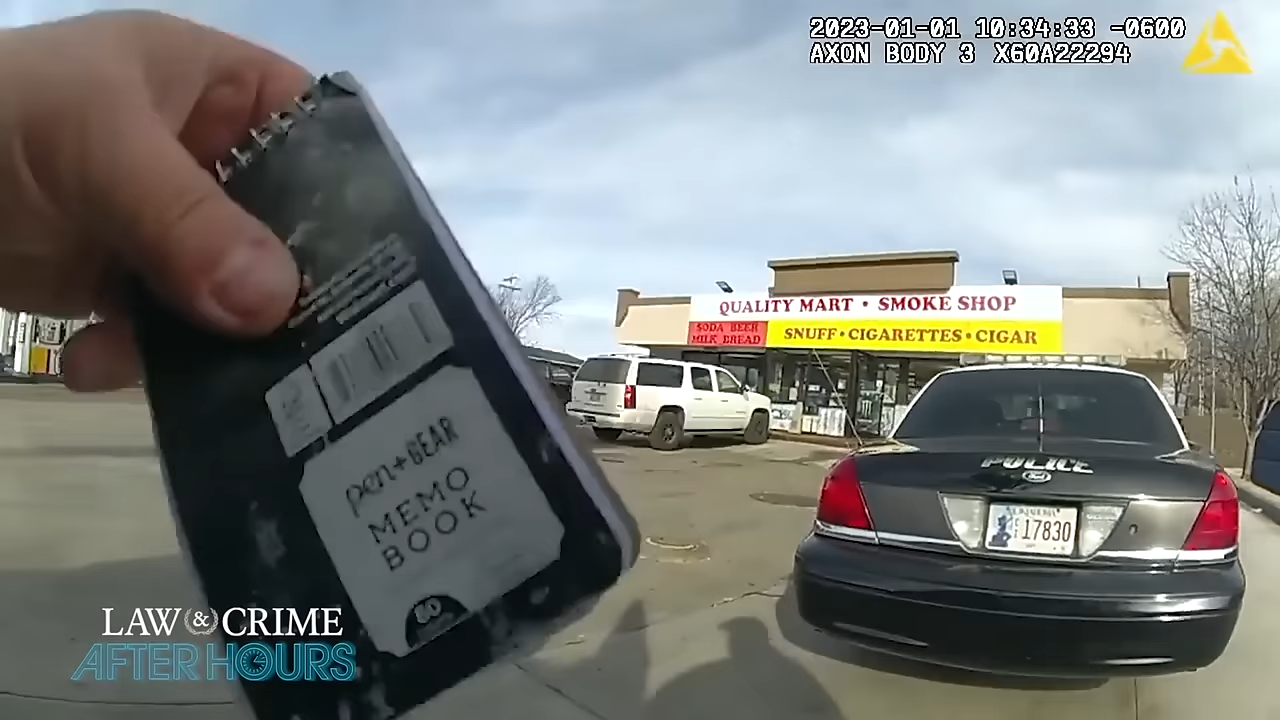 2023-01-01 10:34:33 -0600
AXON BODY 3 X60A22294
QUALITY MART • SMOKE SHOP
SODA BEER
MILK BREAD
SNUFF • CIGARETTES • CIGAR
pen+GEAR
MEMO
BOOK
80
POLICE
17830
LAW & CRIME
AFTER HOURS